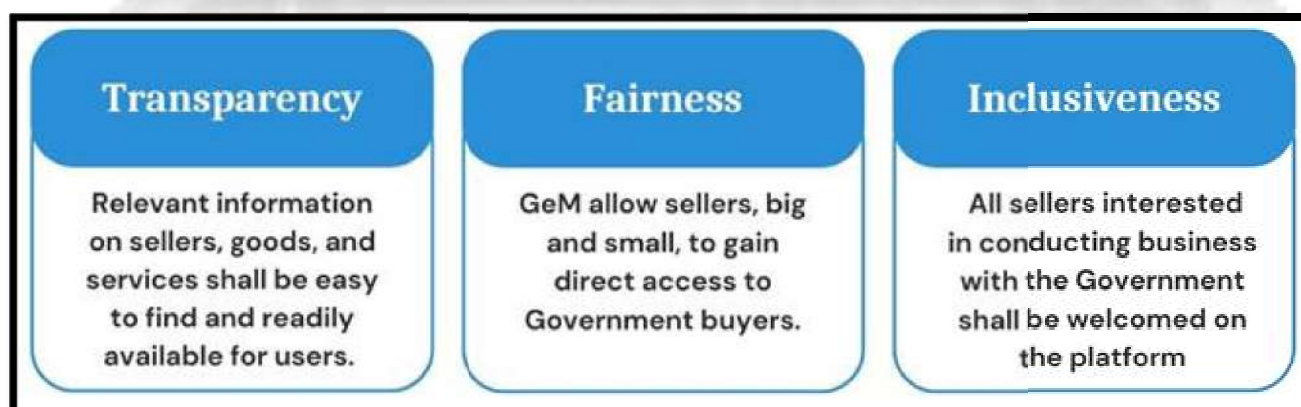 Transparency
Relevant information
on sellers, goods, and
services shall be easy
to find and readily
available for users.
Fairness
GeM allow sellers, big
and small, to gain
direct access to
Government buyers.
Inclusiveness
All sellers interested
in conducting business
with the Government
shall be welcomed on
the platform